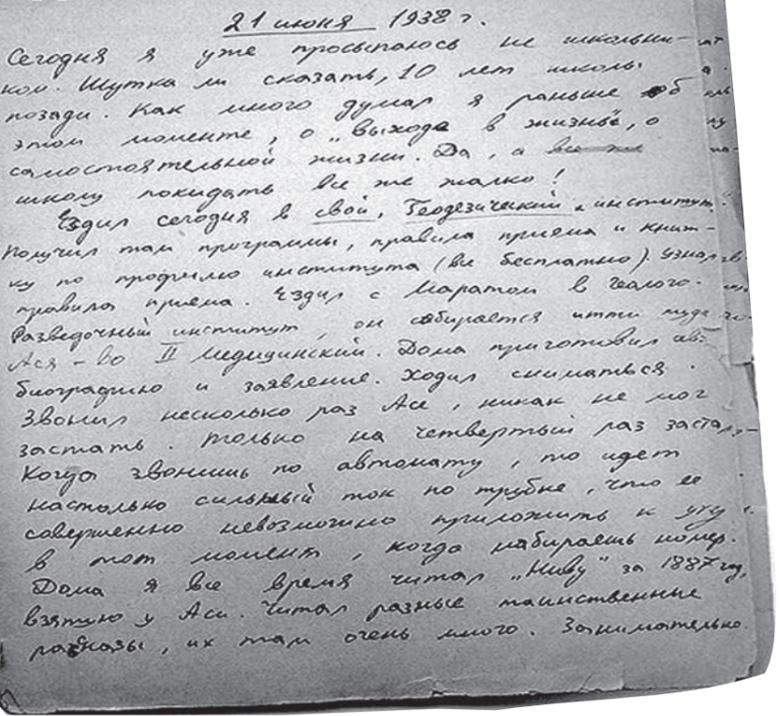 21 июня 1938 г.
Сегодня я уже просыпаюсь не школьни-
ком. Шутка ли сказать, 10 лет школы
позади. Как много думал я раньше об
этом моменте, о „выходе в жизнь", о
самостоятельной жизни. Да, а все же
школу покидать все же жалко!
Ездил сегодня в свой, Геодезический институт.
Получил там программы, правила приема и книж-
ку по профилю института (все бесплатно). Узнал
правила приема. Ездил с Маратом в Геолого-
Разведочный институт, он собирается итти туда
Ася - во II Медицинский. Дома приготовил ав-
биографию и заявление. Ходил сниматься.
Звонил несколько раз Асе, никак не мог
застать. Только на четвертый раз застал
Когда звонишь по автомату, то идет
настолько сильный ток по трубке, что ее
совершенно невозможно приложить к уху
в тот момент, когда набираешь номер.
Дома я все время читал „Ниву" за 1887 год,
взятую у Аси. Читал разные таинственные
рассказы, их там очень много. Занимательно